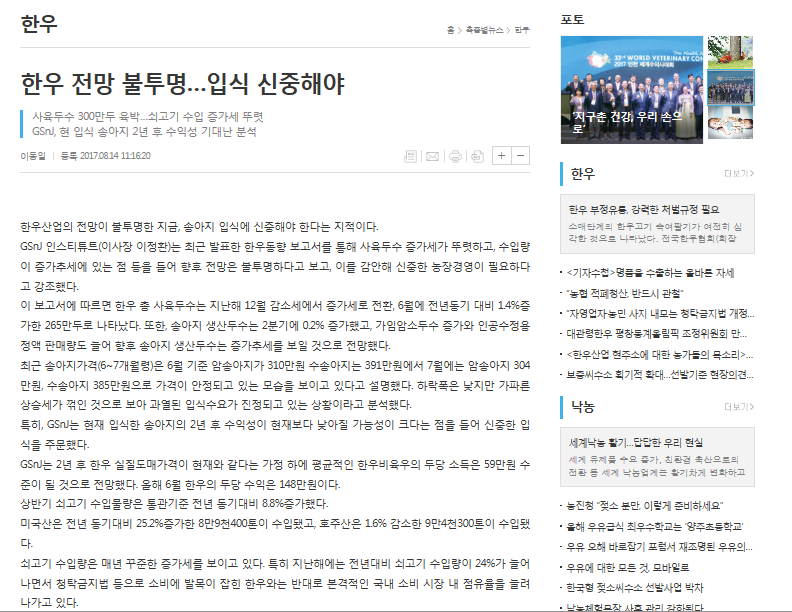 한우
홈 > 축종별뉴스 > 한우
한우 전망 불투명...입식 신중해야
사육두수 300만두 육박...쇠고기 수입 증가세 뚜렷
GSnJ, 현 입식 송아지 2년 후 수익성 기대난 분석
이동일 | 등록 2017.08.14 11:16:20
한우산업의 전망이 불투명한 지금, 송아지 입식에 신중해야 한다는 지적이다.
GSnJ 인스티튜트(이사장 이정환)는 최근 발표한 한우동향 보고서를 통해 사육두수 증가세가 뚜렷하고, 수입량
이 증가추세에 있는 점 등을 들어 향후 전망은 불투명하다고 보고, 이를 감안해 신중한 농장경영이 필요하다
고 강조했다.
이 보고서에 따르면 한우 총 사육두수는 지난해 12월 감소세에서 증가세로 전환, 6월에 전년동기 대비 1.4%증
가한 265만두로 나타났다. 또한, 송아지 생산두수는 2분기에 0.2% 증가했고, 가임암소두수 증가와 인공수정용
정액 판매량도 늘어 향후 송아지 생산두수는 증가추세를 보일 것으로 전망했다.
최근 송아지가격(6~7개월령)은 6월 기준 암송아지가 310만원 수송아지는 391만원에서 7월에는 암송아지 304
만원, 수송아지 385만원으로 가격이 안정되고 있는 모습을 보이고 있다고 설명했다. 하락폭은 낮지만 가파른
상승세가 꺾인 것으로 보아 과열된 입식수요가 진정되고 있는 상황이라고 분석했다.
특히, GSnJ는 현재 입식한 송아지의 2년 후 수익성이 현재보다 낮아질 가능성이 크다는 점을 들어 신중한 입
식을 주문했다.
GSnJ는 2년 후 한우 실질도매가격이 현재와 같다는 가정 하에 평균적인 한우비육우의 두당 소득은 59만원 수
준이 될 것으로 전망했다. 올해 6월 한우의 두당 수익은 148만원이다.
상반기 쇠고기 수입물량은 통관기준 전년 동기대비 8.8%증가했다.
미국산은 전년 동기대비 25.2%증가한 8만9천400톤이 수입됐고, 호주산은 1.6% 감소한 9만4천300톤이 수입됐
다.
쇠고기 수입량은 매년 꾸준한 증가세를 보이고 있다. 특히 지난해에는 전년대비 쇠고기 수입량이 24%가 늘어
나면서 청탁금지법 등으로 소비에 발목이 잡힌 한우와는 반대로 본격적인 국내 소비 시장 내 점유율을 늘려
나가고 있다.
포토
33rd WORLD VETERINARY CON
2017 인천 세계수의사대회
'지구촌 건강, 우리 손으
로'
한우
더보기>
한우 부정유통, 강력한 처벌규정 필요
소매단계의 한우고기 속여팔기가 여전히 심
각한 것으로 나타났다. 전국한우협회(회장
<기자수첩>명품을 수출하는 올바른 자세
"농협 적폐청산, 반드시 관철"
"자영업자·농민 사지 내모는 청탁금지법 개정...
대관령한우 평창동계올림픽 조정위원회 만...
<한우산업 현주소에 대한 농가들의 목소리>...
보증씨수소 획기적 확대...선발기준 현장의견...
낙농
더보기>
세계낙농 활기...답답한 우리 현실
세계 유제품 수요 증가, 친환경 축산으로의
전환 등 세계 낙농업계는 활기차게 변화하고
농진청 "젖소 분만, 이렇게 준비하세요"
올해 우유급식 최우수학교는 '양주초등학교'
우유 오해 바로잡기 포럼서 재조명된 우유의...
우유에 대한 모든 것, 모바일로
한국형 젖소씨수소 선발사업 박차
낙농체험목장 사후 관리 강화된다